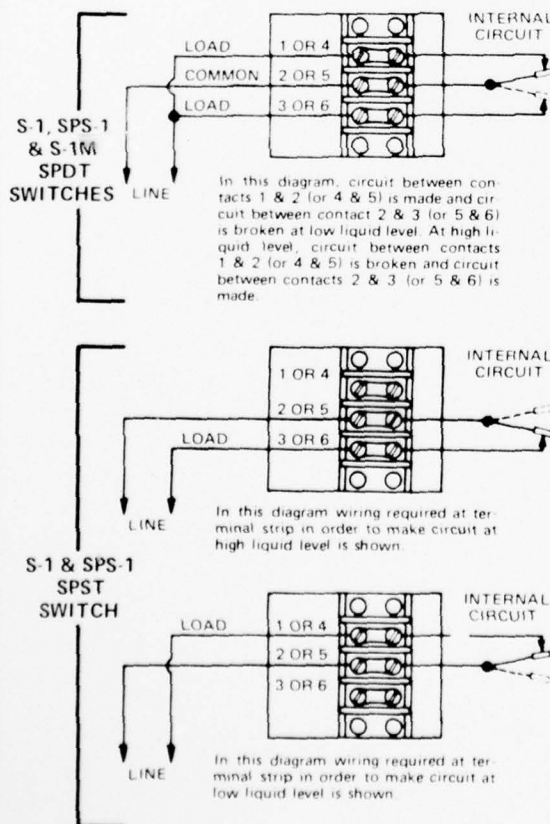 INTERNAL
CIRCUIT
LOAD 1 OR 4
COMMON 2 OR 5
LOAD 3 OR 6
S-1, SPS-1
& S-1M
SPDT
SWITCHES
LINE
In this diagram, circuit between con-
tacts 1 & 2 (or 4 & 5) is made and cir-
cuit between contact 2 & 3 (or 5 & 6)
is broken at low liquid level. At high li-
quid level, circuit between contacts
1 & 2 (or 4 & 5) is broken and circuit
between contacts 2 & 3 (or 5 & 6) is
made.
INTERNAL
CIRCUIT
1 OR 4
2 OR 5
LOAD 3 OR 6
LINE
In this diagram wiring required at ter-
minal strip in order to make circuit at
high liquid level is shown.
S-1 & SPS-1
SPST
SWITCH
INTERNAL
CIRCUIT
LOAD 1 OR 4
2 OR 5
3 OR 6
LINE
In this diagram wiring required at ter-
minal strip in order to make circuit at
low liquid level is shown